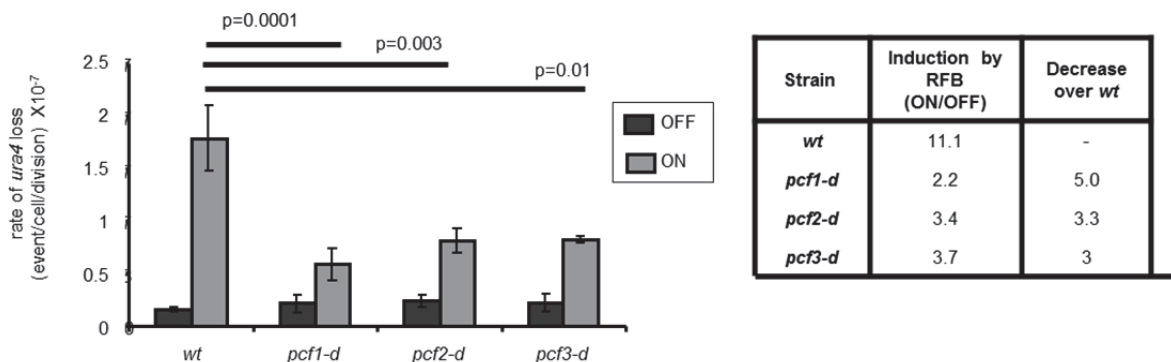 p=0.0001
p=0.003
p=0.01
rate of ura4 loss
(event/cell/division) X10-7
2.5
2
1.5
1
0.5
0
OFF
ON
wt
pcf1-d
pcf2-d
pcf3-d
Strain
Induction by
RFB
(ON/OFF)
Decrease
over wt
wt 11.1 -
pcf1-d 2.2 5.0
pcf2-d 3.4 3.3
pcf3-d 3.7 3